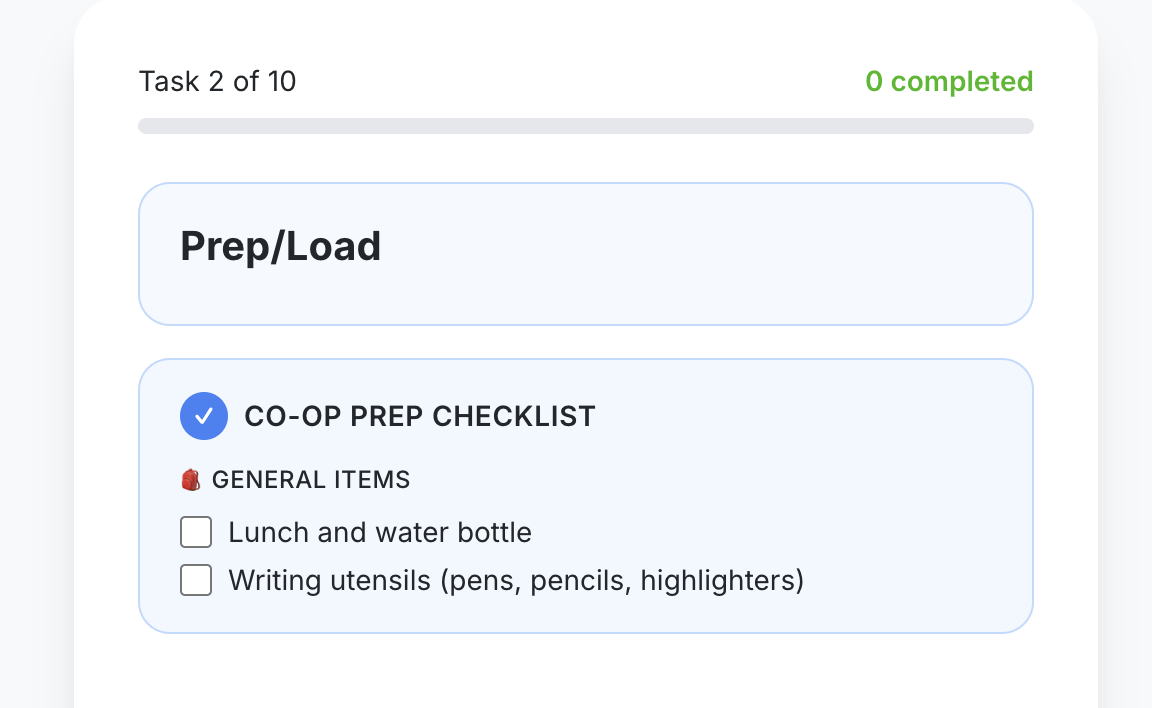 Task 2 of 10
0 completed
Prep/Load
CO-OP PREP CHECKLIST
🎒 GENERAL ITEMS
Lunch and water bottle
Writing utensils (pens, pencils, highlighters)